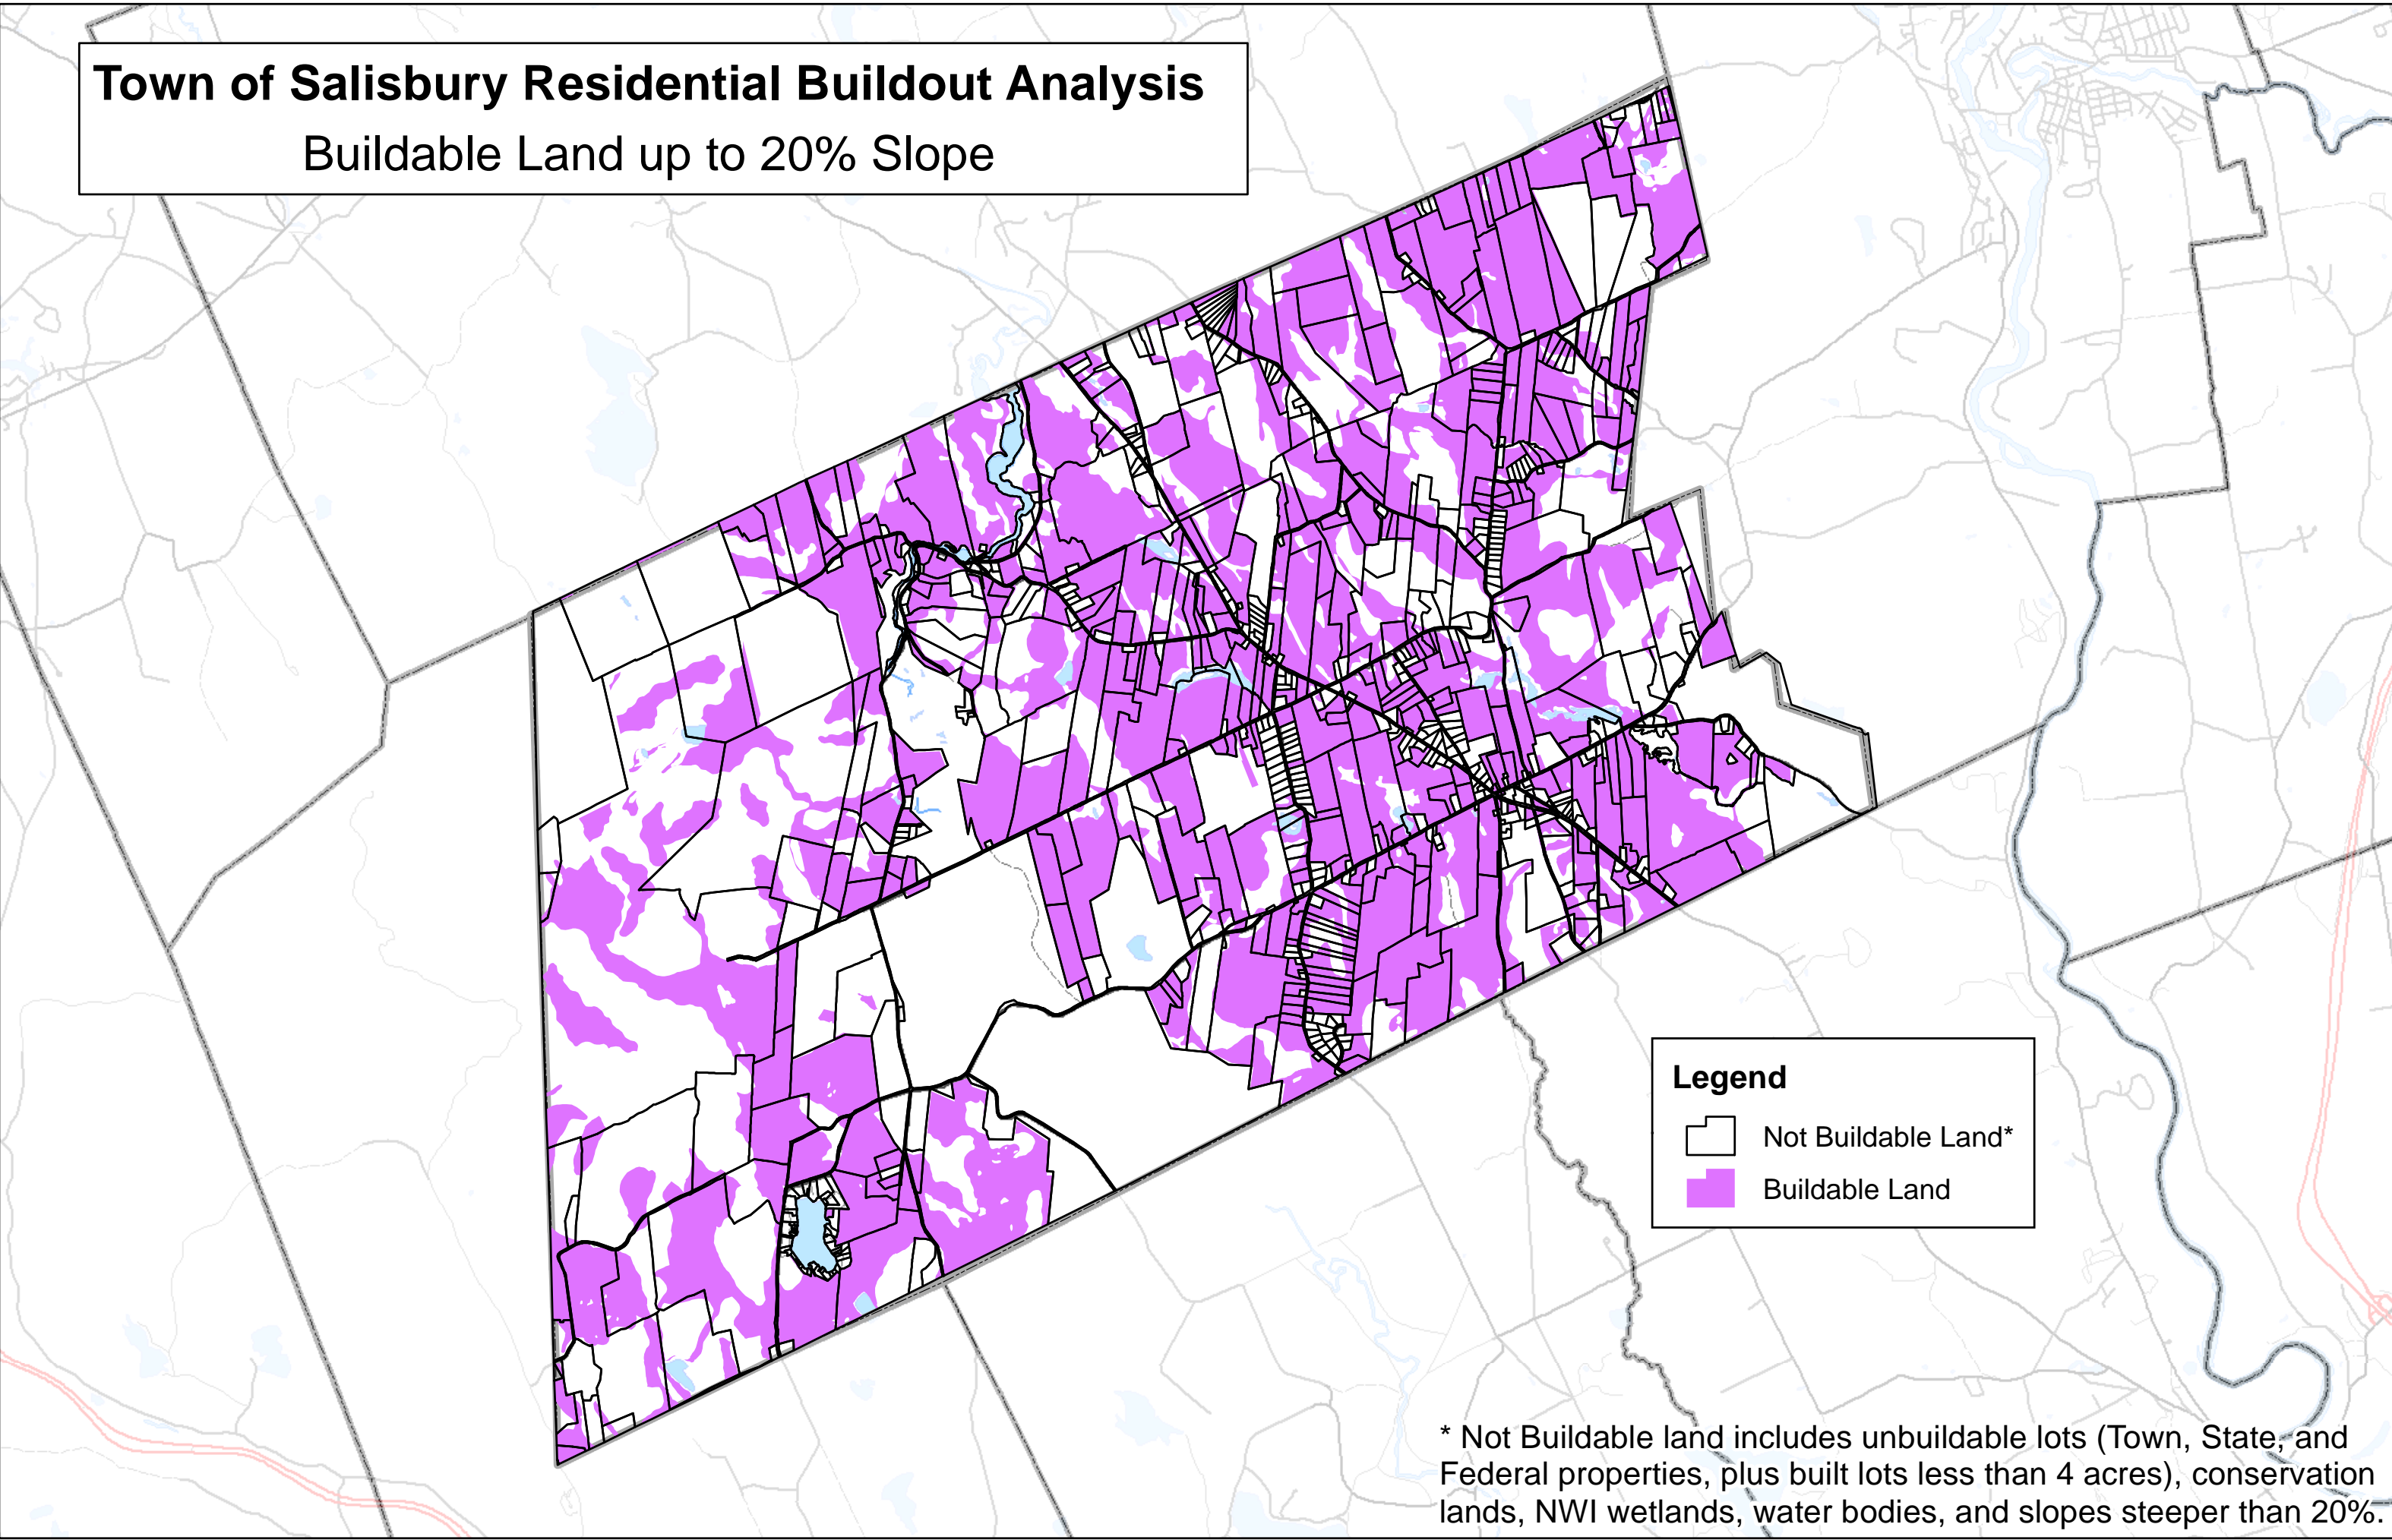 Town of Salisbury Residential Buildout Analysis
Buildable Land up to 20% Slope
Legend
Not Buildable Land*
Buildable Land
* Not Buildable land includes unbuildable lots (Town, State, and
Federal properties, plus built lots less than 4 acres), conservation
lands, NWI wetlands, water bodies, and slopes steeper than 20%.